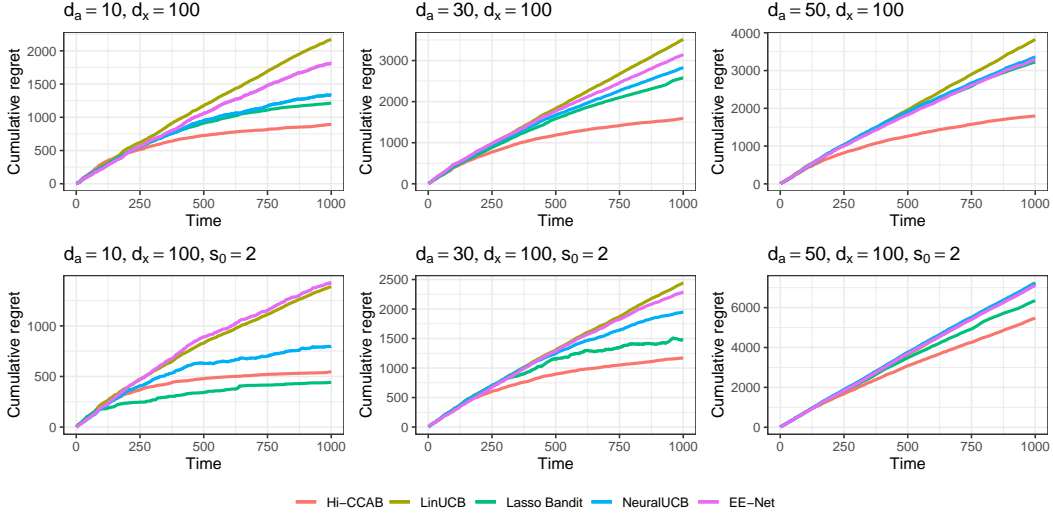 d_a = 10, d_x = 100
d_a = 30, d_x = 100
d_a = 50, d_x = 100
Cumulative regret
2000
1500
1000
500
0
0 250 500 750 1000
Time
Cumulative regret
3000
2000
1000
0
0 250 500 750 1000
Time
Cumulative regret
4000
3000
2000
1000
0
0 250 500 750 1000
Time
d_a = 10, d_x = 100, s_0 = 2
d_a = 30, d_x = 100, s_0 = 2
d_a = 50, d_x = 100, s_0 = 2
Cumulative regret
1000
500
0
0 250 500 750 1000
Time
Cumulative regret
2500
2000
1500
1000
500
0
0 250 500 750 1000
Time
Cumulative regret
6000
4000
2000
0
0 250 500 750 1000
Time
Hi−CCAB LinUCB Lasso Bandit NeuralUCB EE−Net